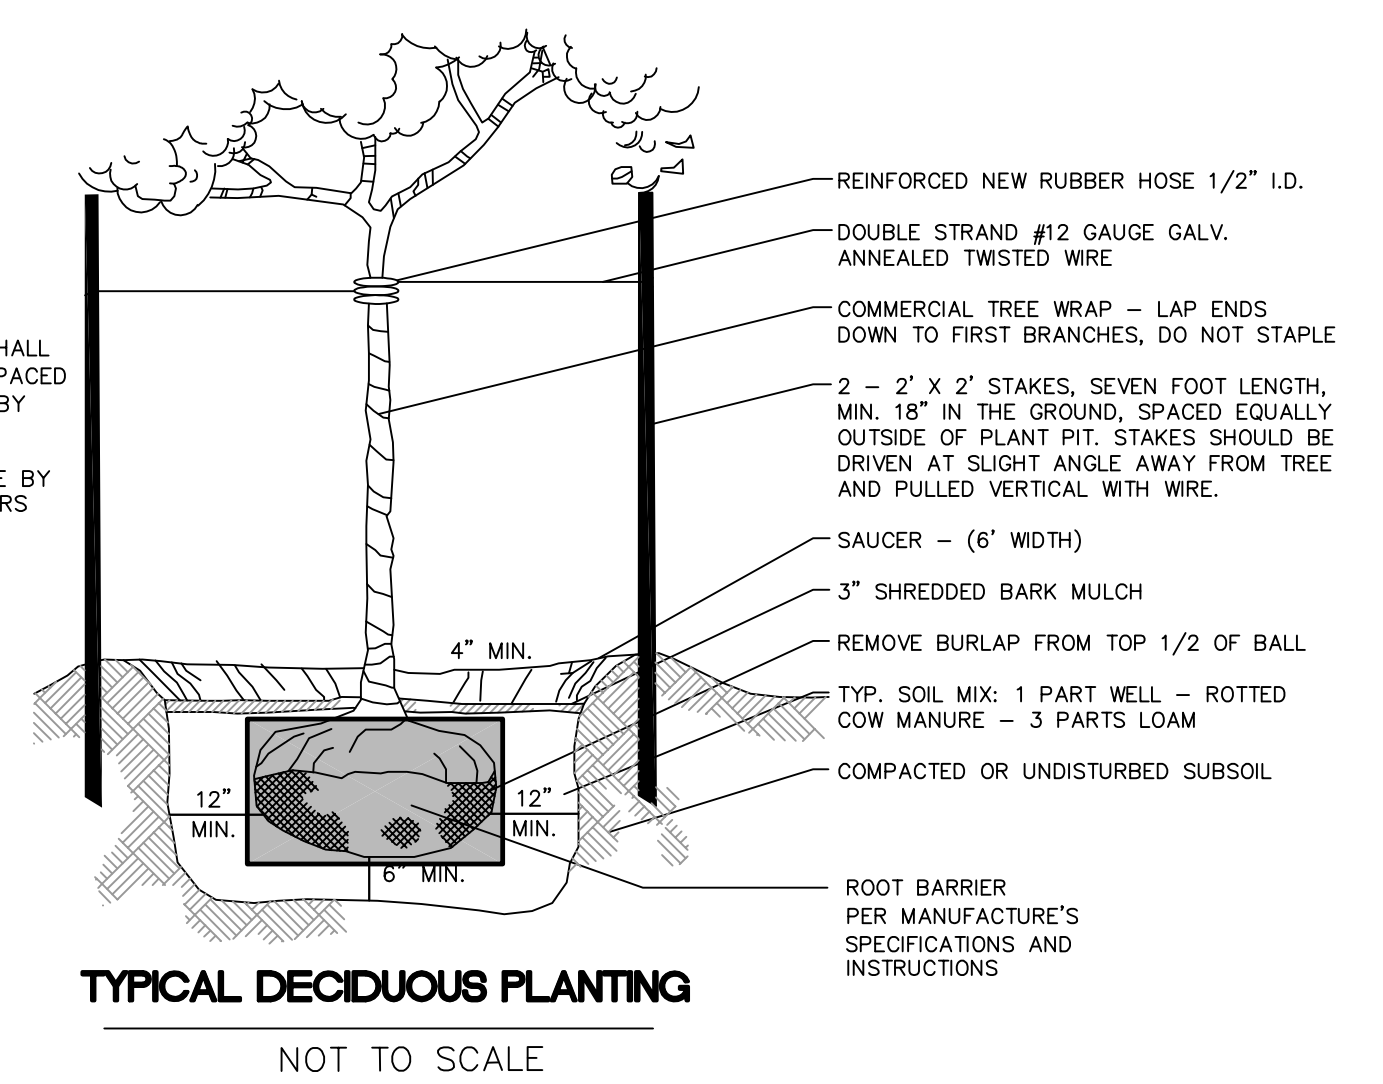 REINFORCED NEW RUBBER HOSE 1/2" I.D.
DOUBLE STRAND #12 GAUGE GALV.
ANNEALED TWISTED WIRE
COMMERCIAL TREE WRAP – LAP ENDS
DOWN TO FIRST BRANCHES, DO NOT STAPLE
HALL
PACED
BY
E BY
RS
2 – 2' X 2' STAKES, SEVEN FOOT LENGTH,
MIN. 18" IN THE GROUND, SPACED EQUALLY
OUTSIDE OF PLANT PIT. STAKES SHOULD BE
DRIVEN AT SLIGHT ANGLE AWAY FROM TREE
AND PULLED VERTICAL WITH WIRE.
SAUCER – (6' WIDTH)
3" SHREDDED BARK MULCH
4" MIN.
REMOVE BURLAP FROM TOP 1/2 OF BALL
TYP. SOIL MIX: 1 PART WELL – ROTTED
COW MANURE – 3 PARTS LOAM
COMPACTED OR UNDISTURBED SUBSOIL
12"
MIN.
12"
MIN.
6" MIN.
ROOT BARRIER
PER MANUFACTURE'S
SPECIFICATIONS AND
INSTRUCTIONS
TYPICAL DECIDUOUS PLANTING
NOT TO SCALE